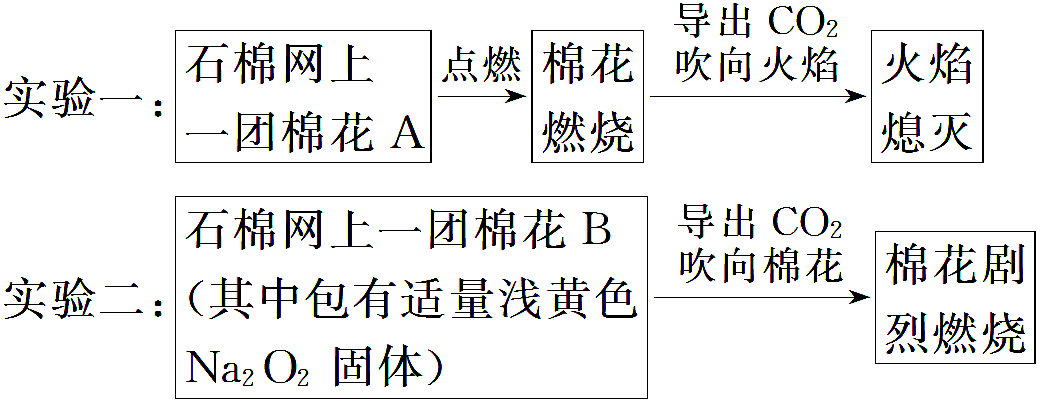 实验一：
石棉网上
一团棉花 A
点燃
棉花
燃烧
导出 CO₂
吹向火焰
火焰
熄灭
实验二：
石棉网上一团棉花 B
（其中包有适量浅黄色
Na₂O₂ 固体）
导出 CO₂
吹向棉花
棉花剧
烈燃烧